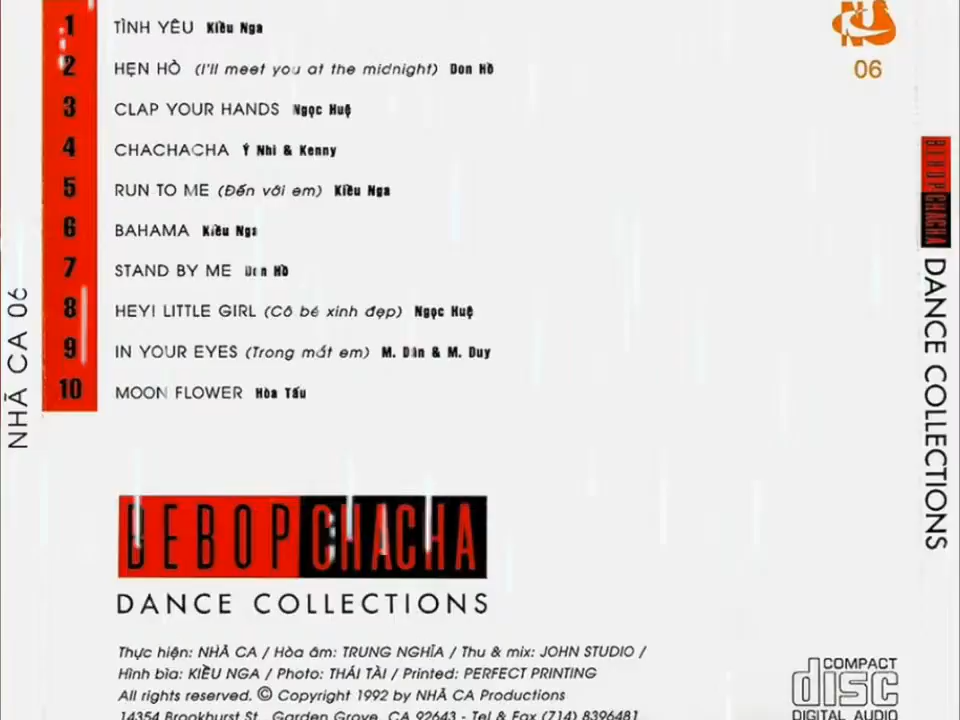 1 TÌNH YÊU Kiều Nga
2 HẸN HÒ (I'll meet you at the midnight) Don Hồ
3 CLAP YOUR HANDS Ngọc Huệ
4 CHACHACHA Ý Nhi & Kenny
5 RUN TO ME (Đến với em) Kiều Nga
6 BAHAMA Kiều Nga
7 STAND BY ME Don Hồ
8 HEY! LITTLE GIRL (Cô bé xinh đẹp) Ngọc Huệ
9 IN YOUR EYES (Trong mắt em) M. Dân & M. Duy
10 MOON FLOWER Hòa Tấu
06
NHÃ CA 06
BEBOP CHACHA
DANCE COLLECTIONS
BEBOP CHACHA
DANCE COLLECTIONS
Thực hiện: NHÃ CA / Hòa âm: TRUNG NGHĨA / Thu & mix: JOHN STUDIO /
Hình bìa: KIỀU NGA / Photo: THÁI TÀI / Printed: PERFECT PRINTING
All rights reserved. © Copyright 1992 by NHÃ CA Productions
14354 Brookhurst St., Garden Grove, CA 92643 - Tel & Fax (714) 8396481
COMPACT
disc
DIGITAL AUDIO